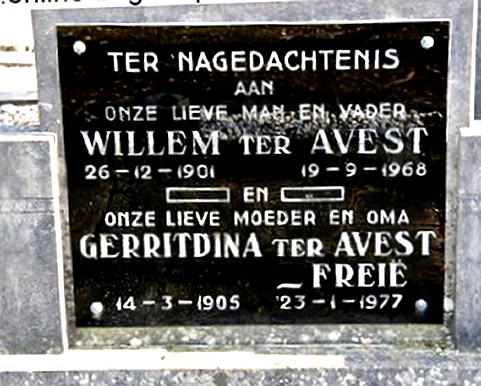 TER NAGEDACHTENIS
AAN
ONZE LIEVE MAN EN VADER
WILLEM TER AVEST
26-12-1901 19-9-1968
EN
ONZE LIEVE MOEDER EN OMA
GERRITDINA TER AVEST
– FREIË
14-3-1905 23-1-1977